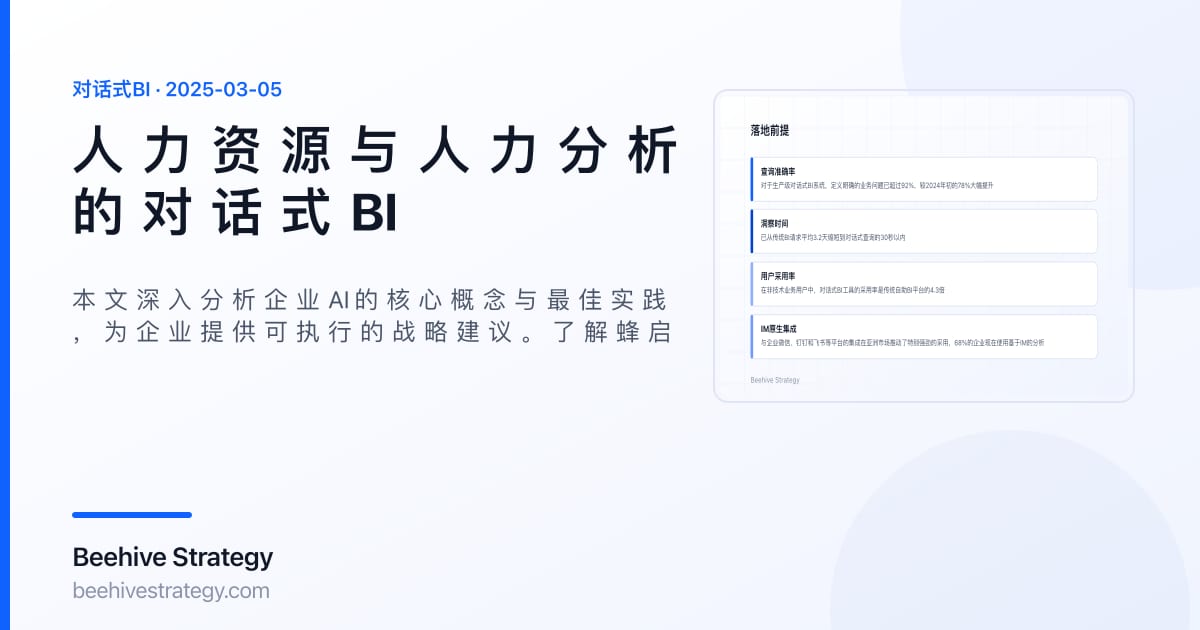 对话式BI · 2025-03-05
人力资源与人力分析
的对话式BI
本文深入分析企业AI的核心概念与最佳实践
，为企业提供可执行的战略建议。了解蜂启
Beehive Strategy
beehivestrategy.com
落地前提
查询准确率
对于生产级对话式BI系统，定义明确的业务问题已超过92%，较2024年初的78%大幅提升
洞察时间
已从传统BI请求平均3.2天缩短到对话式查询的30秒以内
用户采用率
在非技术业务用户中，对话式BI工具的采用率是传统自助BI平台的4.3倍
IM原生集成
与企业微信、钉钉和飞书等平台的集成在亚洲市场推动了特别强劲的采用，68%的企业现在使用基于IM的分析
Beehive Strategy